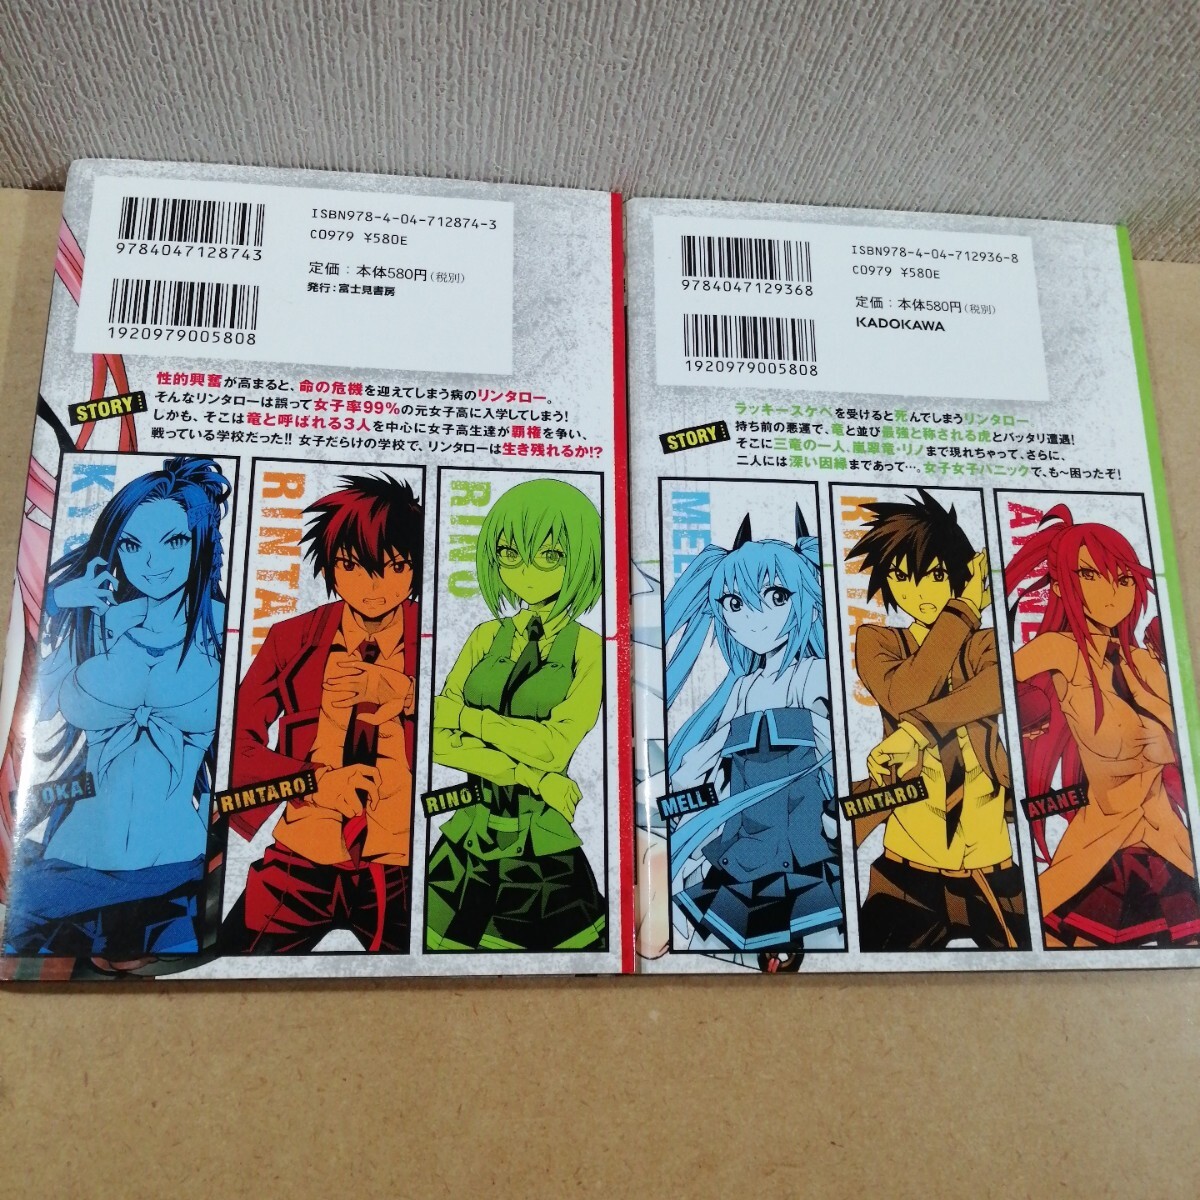 ISBN978-4-04-712874-3
C0979 ¥580E
9784047128743
定価：本体580円(税別)
発行：富士見書房
1920979005808
STORY
性的興奮が高まると、命の危機を迎えてしまう病のリンタロー。
そんなリンタローは誤って女子率99%の元女子高に入学してしまう!
しかも、そこは竜と呼ばれる3人を中心に女子高生達が覇権を争い、
戦っている学校だった!! 女子だらけの学校で、リンタローは生き残れるか!?
RINO
RINTARO
RINO
ISBN978-4-04-712936-8
C0979 ¥580E
9784047129368
定価：本体580円(税別)
KADOKAWA
1920979005808
STORY
ラッキースケベを受けると死んでしまうリンタロー
持ち前の悪運で、竜と並び最強と称される虎とバッタリ遭遇!
そこに三竜の一人、嵐翠竜・リノまで現れちゃって、さらに、
二人には深い因縁まであって…。女子女子パニックで、も〜困ったぞ!
MELL
RINTARO
AYANE